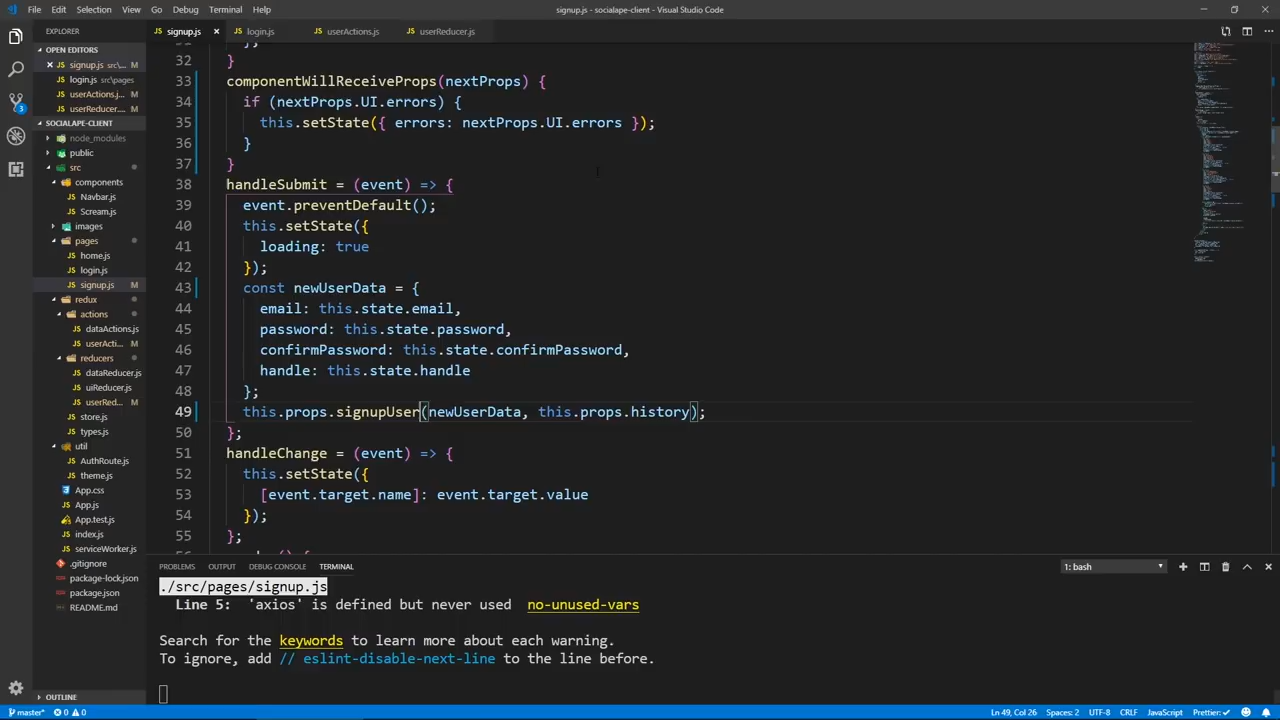 File Edit Selection View Go Debug Terminal Help
signup.js - socialape-client - Visual Studio Code
EXPLORER
OPEN EDITORS
signup.js src\... M
login.js src\pages
userActions.j... M
userReducer.... M
SOCIALAPE-CLIENT
node_modules
public
src
components
Navbar.js
Scream.js
images
pages
home.js
login.js
signup.js M
redux
actions
dataActions.js
userActi... M
reducers
dataReducer.js
uiReducer.js
userRed... M
store.js
types.js
util
AuthRoute.js
theme.js
App.css
App.js
App.test.js
index.js
serviceWorker.js
.gitignore
package-lock.json
package.json
README.md
OUTLINE
3
signup.js login.js userActions.js userReducer.js
32 }
33 componentWillReceiveProps(nextProps) {
34 if (nextProps.UI.errors) {
35 this.setState({ errors: nextProps.UI.errors });
36 }
37 }
38 handleSubmit = (event) => {
39 event.preventDefault();
40 this.setState({
41 loading: true
42 });
43 const newUserData = {
44 email: this.state.email,
45 password: this.state.password,
46 confirmPassword: this.state.confirmPassword,
47 handle: this.state.handle
48 };
49 this.props.signupUser(newUserData, this.props.history);
50 };
51 handleChange = (event) => {
52 this.setState({
53 [event.target.name]: event.target.value
54 });
55 };
PROBLEMS OUTPUT DEBUG CONSOLE TERMINAL 1: bash
./src/pages/signup.js
Line 5: 'axios' is defined but never used no-unused-vars
Search for the keywords to learn more about each warning.
To ignore, add // eslint-disable-next-line to the line before.
master* 0 0 Ln 49, Col 26 Spaces: 2 UTF-8 CRLF JavaScript Prettier: ✓